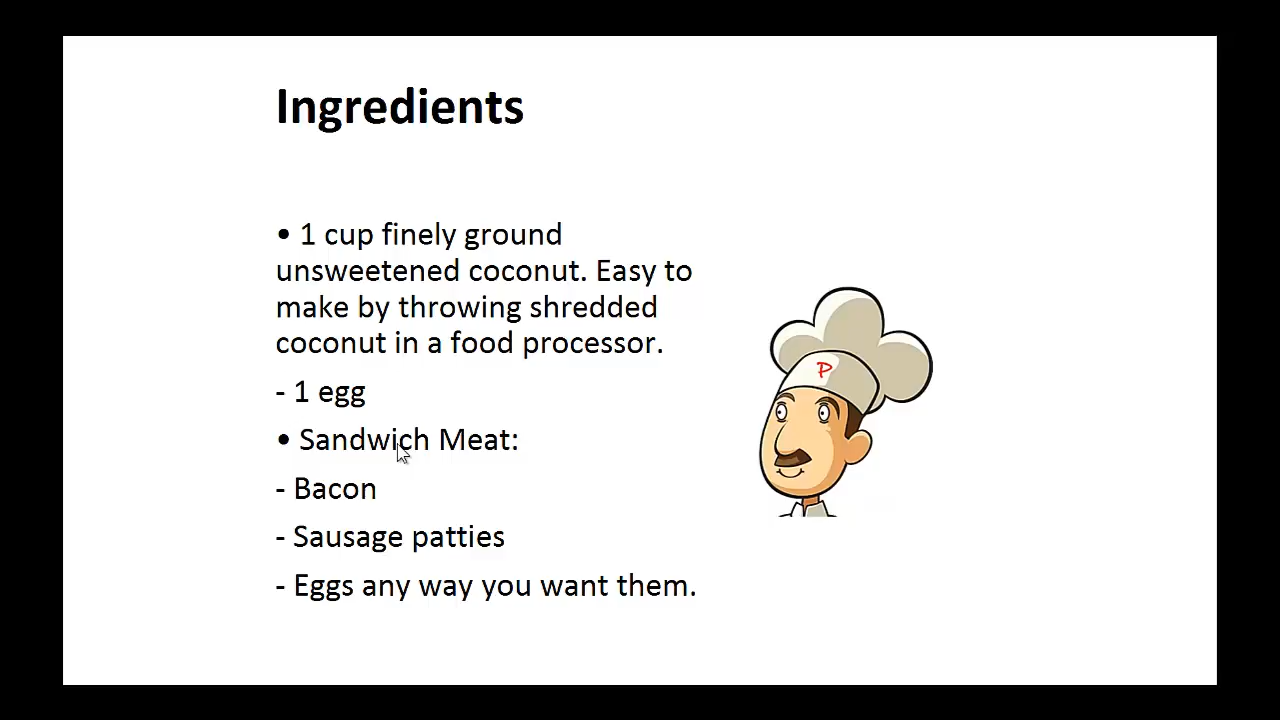 Ingredients
• 1 cup finely ground
unsweetened coconut. Easy to
make by throwing shredded
coconut in a food processor.
- 1 egg
• Sandwich Meat:
- Bacon
- Sausage patties
- Eggs any way you want them.
P